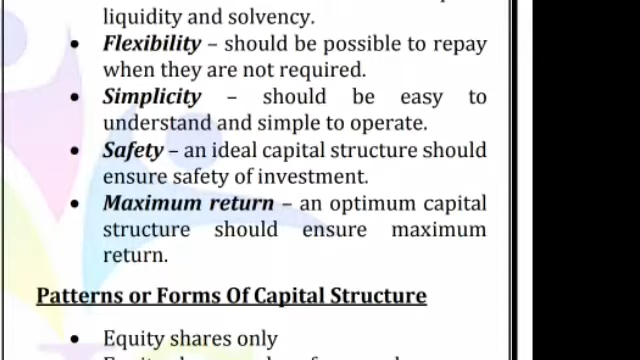 liquidity and solvency.
• Flexibility – should be possible to repay
when they are not required.
• Simplicity – should be easy to
understand and simple to operate.
• Safety – an ideal capital structure should
ensure safety of investment.
• Maximum return – an optimum capital
structure should ensure maximum
return.
Patterns or Forms Of Capital Structure
• Equity shares only